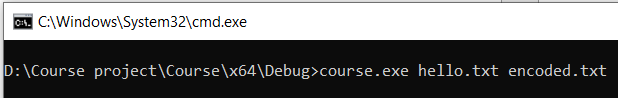 C:\Windows\System32\cmd.exe
D:\Course project\Course\x64\Debug>course.exe hello.txt encoded.txt